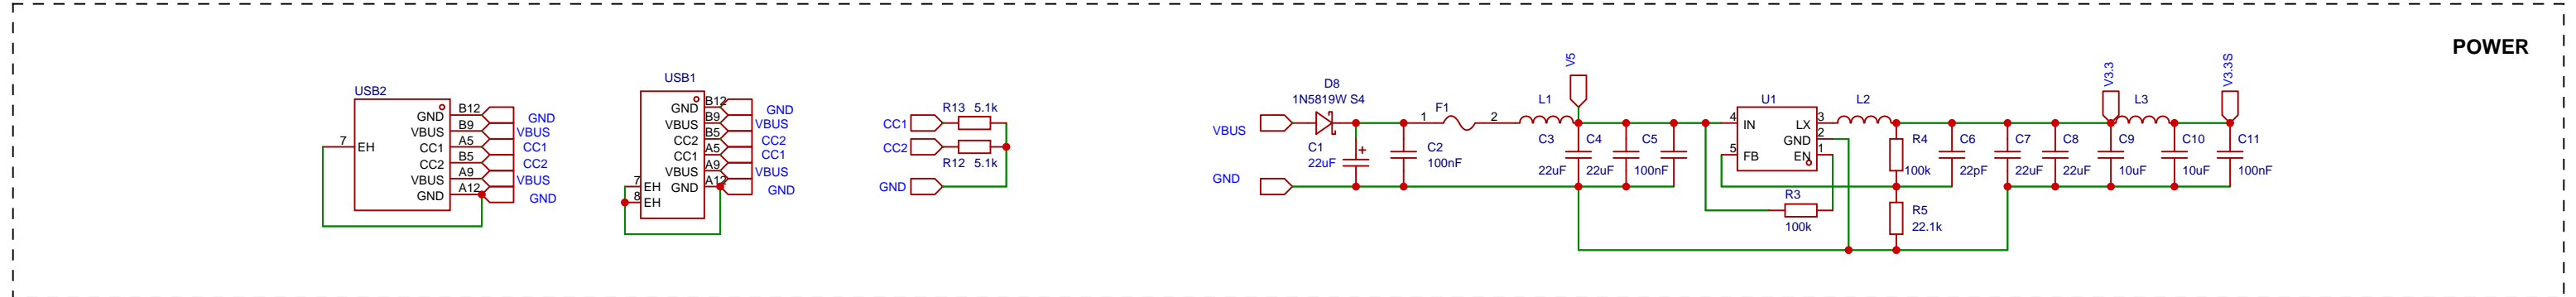 POWER
USB2
GND B12 GND
VBUS B9 VBUS
CC1 A5 CC1
CC2 B5 CC2
VBUS A9 VBUS
GND A12 GND
7 EH
USB1
GND B12 GND
VBUS B9 VBUS
CC2 B5 CC2
CC1 A5 CC1
VBUS A9 VBUS
GND A12 GND
7 EH
8 EH
R13 5.1k
CC1
CC2
R12 5.1k
GND
VBUS
GND
D8
1N5819W S4
C1
22uF
C2
100nF
1 F1 2
L1
V5
C3
22uF
C4
22uF
C5
100nF
U1
4 IN
5 FB
LX 3
GND 2
EN 1
R3
100k
L2
R4
100k
R5
22.1k
C6
22pF
C7
22uF
C8
22uF
V3.3
C9
10uF
L3
C10
10uF
V3.3S
C11
100nF